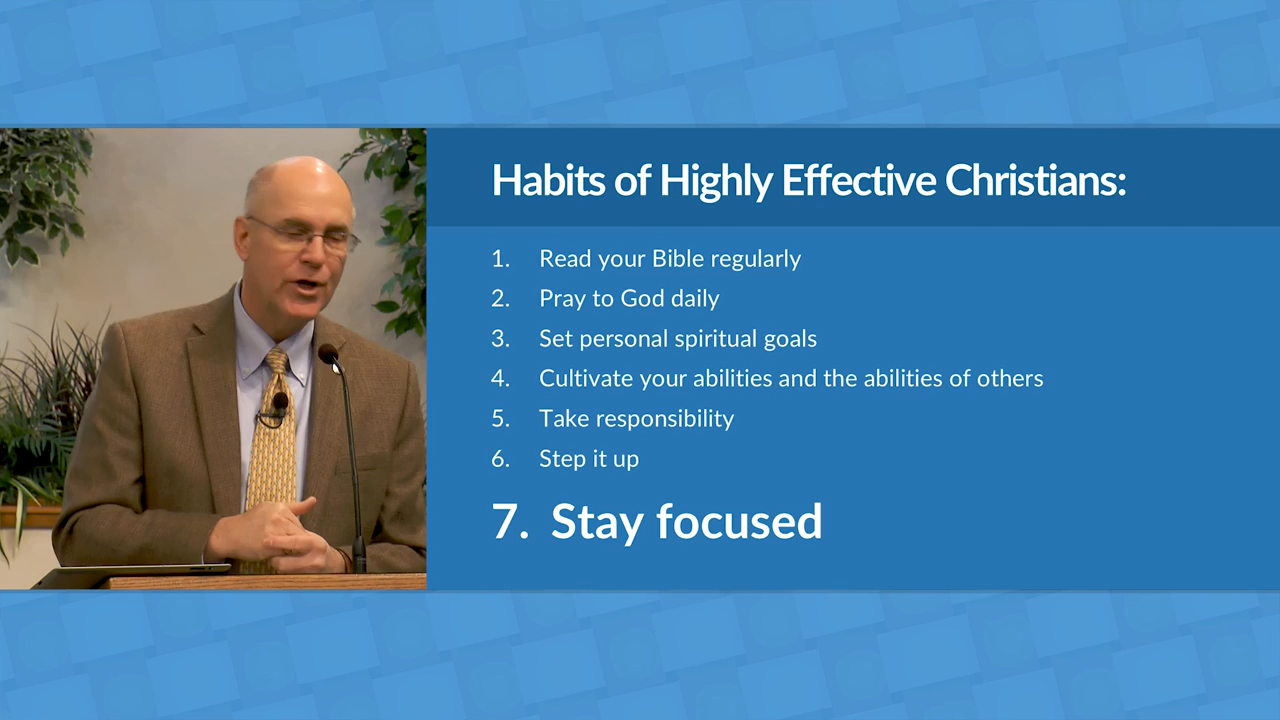 Habits of Highly Effective Christians:
1. Read your Bible regularly
2. Pray to God daily
3. Set personal spiritual goals
4. Cultivate your abilities and the abilities of others
5. Take responsibility
6. Step it up
7. Stay focused